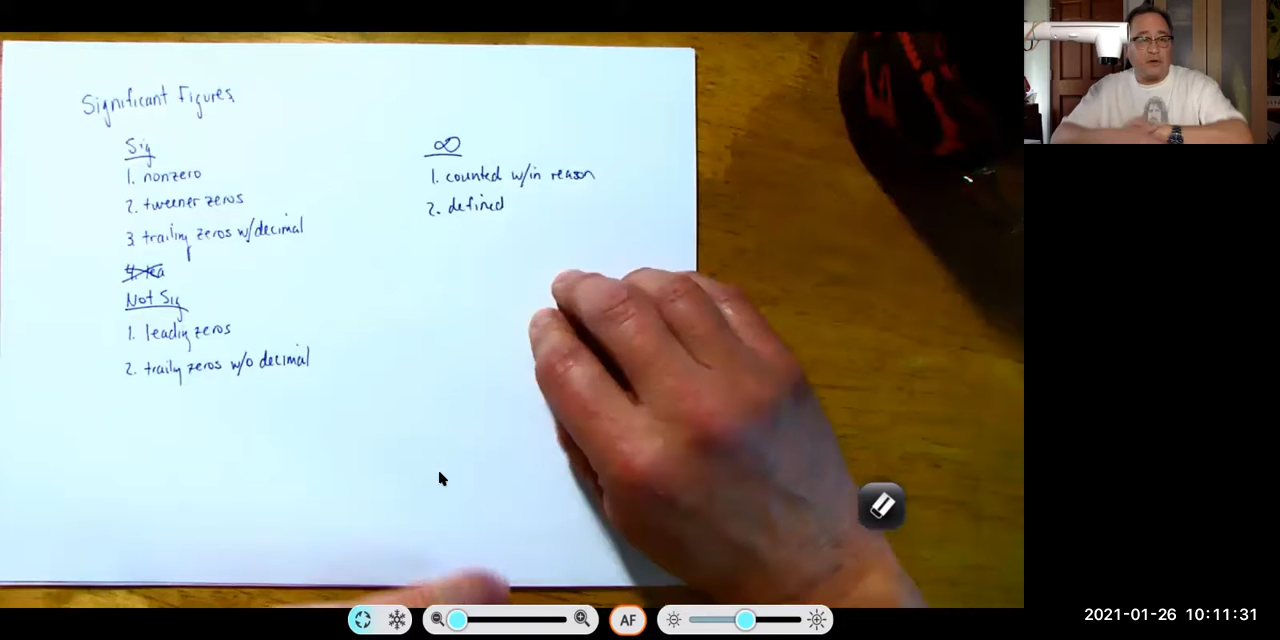 Significant Figures
Sig
1. nonzero
2. tweener zeros
3. trailing zeros w/decimal
Not Sig
1. leading zeros
2. traily zeros w/o decimal
∞
1. counted w/in reason
2. defined
AF
2021-01-26 10:11:31